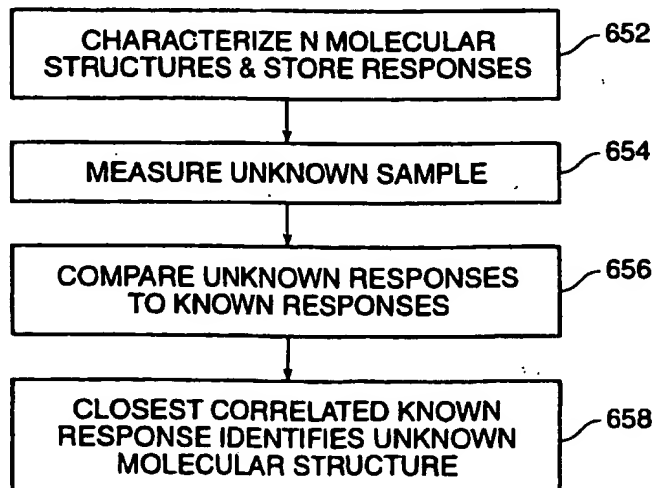 CHARACTERIZE N MOLECULAR
STRUCTURES & STORE RESPONSES
652
MEASURE UNKNOWN SAMPLE
654
COMPARE UNKNOWN RESPONSES
TO KNOWN RESPONSES
656
CLOSEST CORRELATED KNOWN
RESPONSE IDENTIFIES UNKNOWN
MOLECULAR STRUCTURE
658